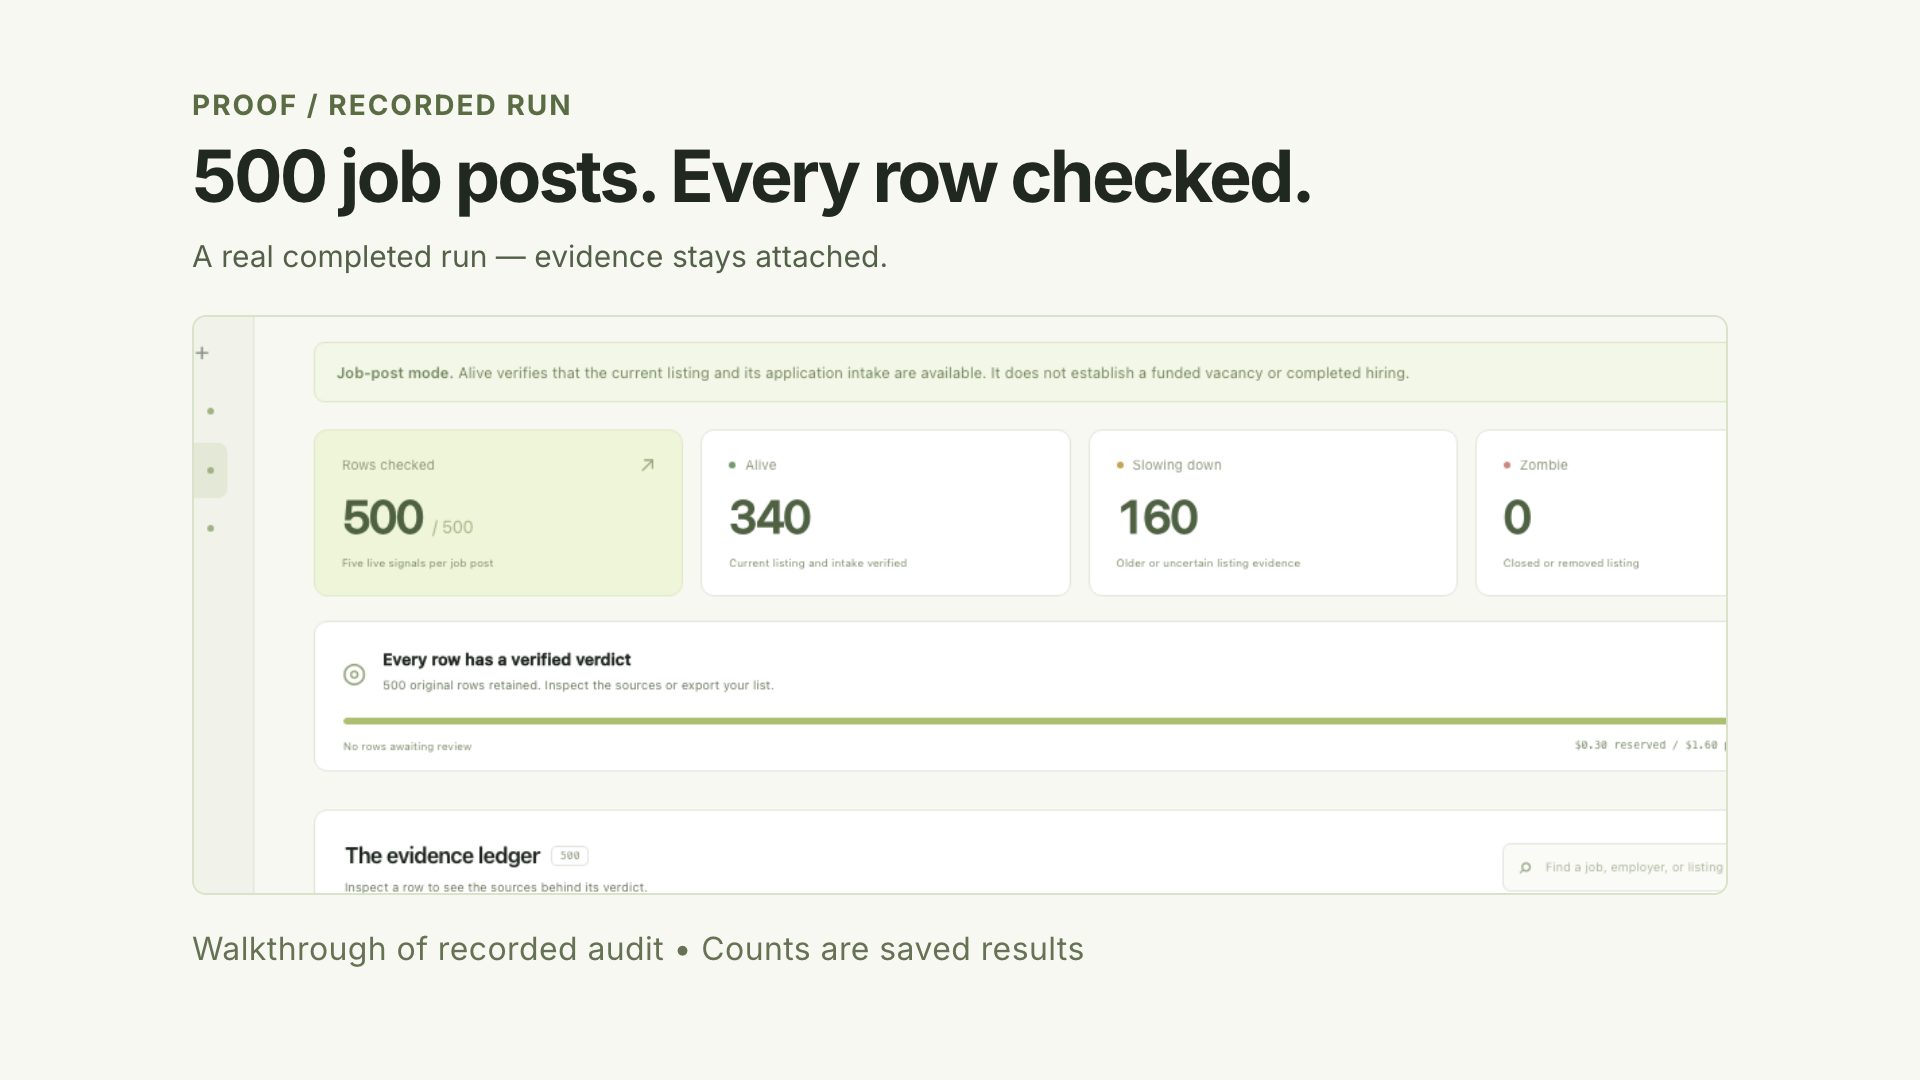 PROOF / RECORDED RUN
500 job posts. Every row checked.
A real completed run — evidence stays attached.
+
Job-post mode. Alive verifies that the current listing and its application intake are available. It does not establish a funded vacancy or completed hiring.
Rows checked
500 / 500
Five live signals per job post
Alive
340
Current listing and intake verified
Slowing down
160
Older or uncertain listing evidence
Zombie
0
Closed or removed listing
Every row has a verified verdict
500 original rows retained. Inspect the sources or export your list.
No rows awaiting review
$0.30 reserved / $1.60
The evidence ledger 500
Inspect a row to see the sources behind its verdict.
Find a job, employer, or listing
Walkthrough of recorded audit • Counts are saved results